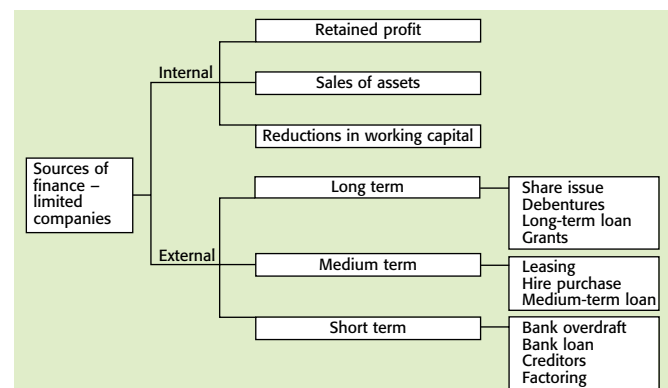 Retained profit
Internal
Sales of assets
Reductions in working capital
Sources of
finance –
limited
companies
Long term
Share issue
Debentures
Long-term loan
Grants
External
Medium term
Leasing
Hire purchase
Medium-term loan
Short term
Bank overdraft
Bank loan
Creditors
Factoring